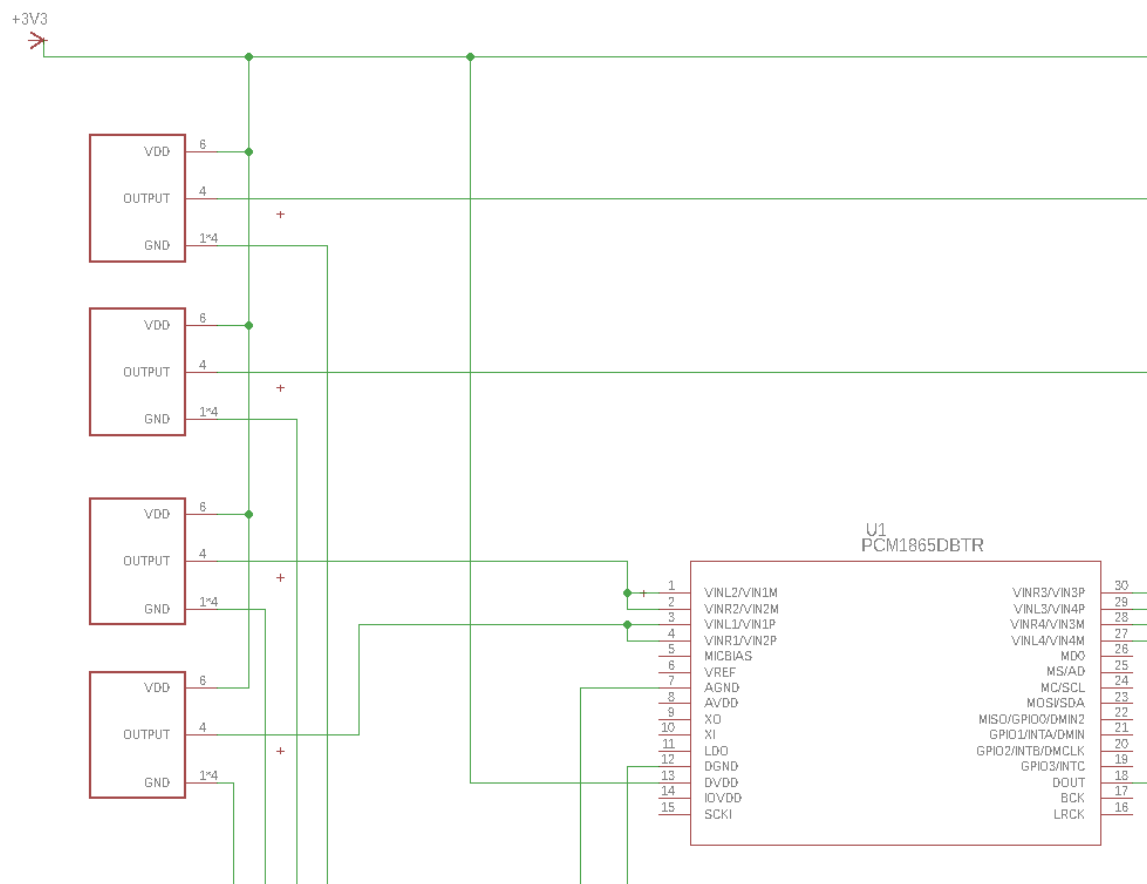 +3V3
VDD 6
OUTPUT 4
GND 1*4
VDD 6
OUTPUT 4
GND 1*4
VDD 6
OUTPUT 4
GND 1*4
VDD 6
OUTPUT 4
GND 1*4
U1
PCM1865DBTR
1 VINL2/VIN1M VINR3/VIN3P 30
2 VINR2/VIN2M VINL3/VIN4P 29
3 VINL1/VIN1P VINR4/VIN3M 28
4 VINR1/VIN2P VINL4/VIN4M 27
5 MICBIAS MD0 26
6 VREF MS/AD 25
7 AGND MC/SCL 24
8 AVDD MOSI/SDA 23
9 XO MISO/GPIO0/DMIN2 22
10 XI GPIO1/INTA/DMIN 21
11 LDO GPIO2/INTB/DMCLK 20
12 DGND GPIO3/INTC 19
13 DVDD DOUT 18
14 IOVDD BCK 17
15 SCKI LRCK 16